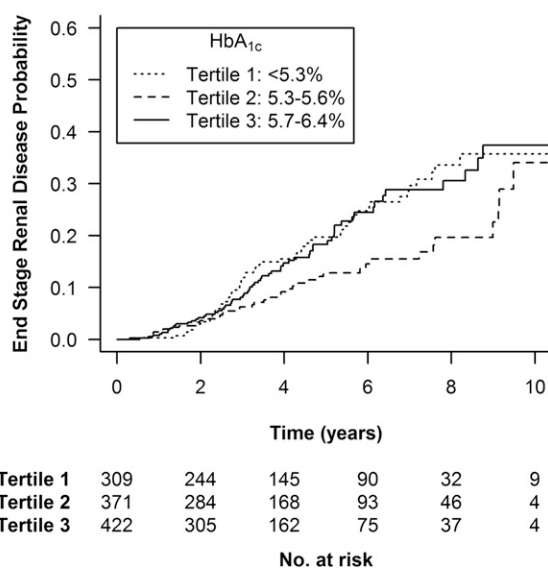 0.6
0.5
0.4
0.3
0.2
0.1
0.0
End Stage Renal Disease Probability
HbA1c
Tertile 1: <5.3%
Tertile 2: 5.3-5.6%
Tertile 3: 5.7-6.4%
0 2 4 6 8 10
Time (years)
Tertile 1 309 244 145 90 32 9
Tertile 2 371 284 168 93 46 4
Tertile 3 422 305 162 75 37 4
No. at risk